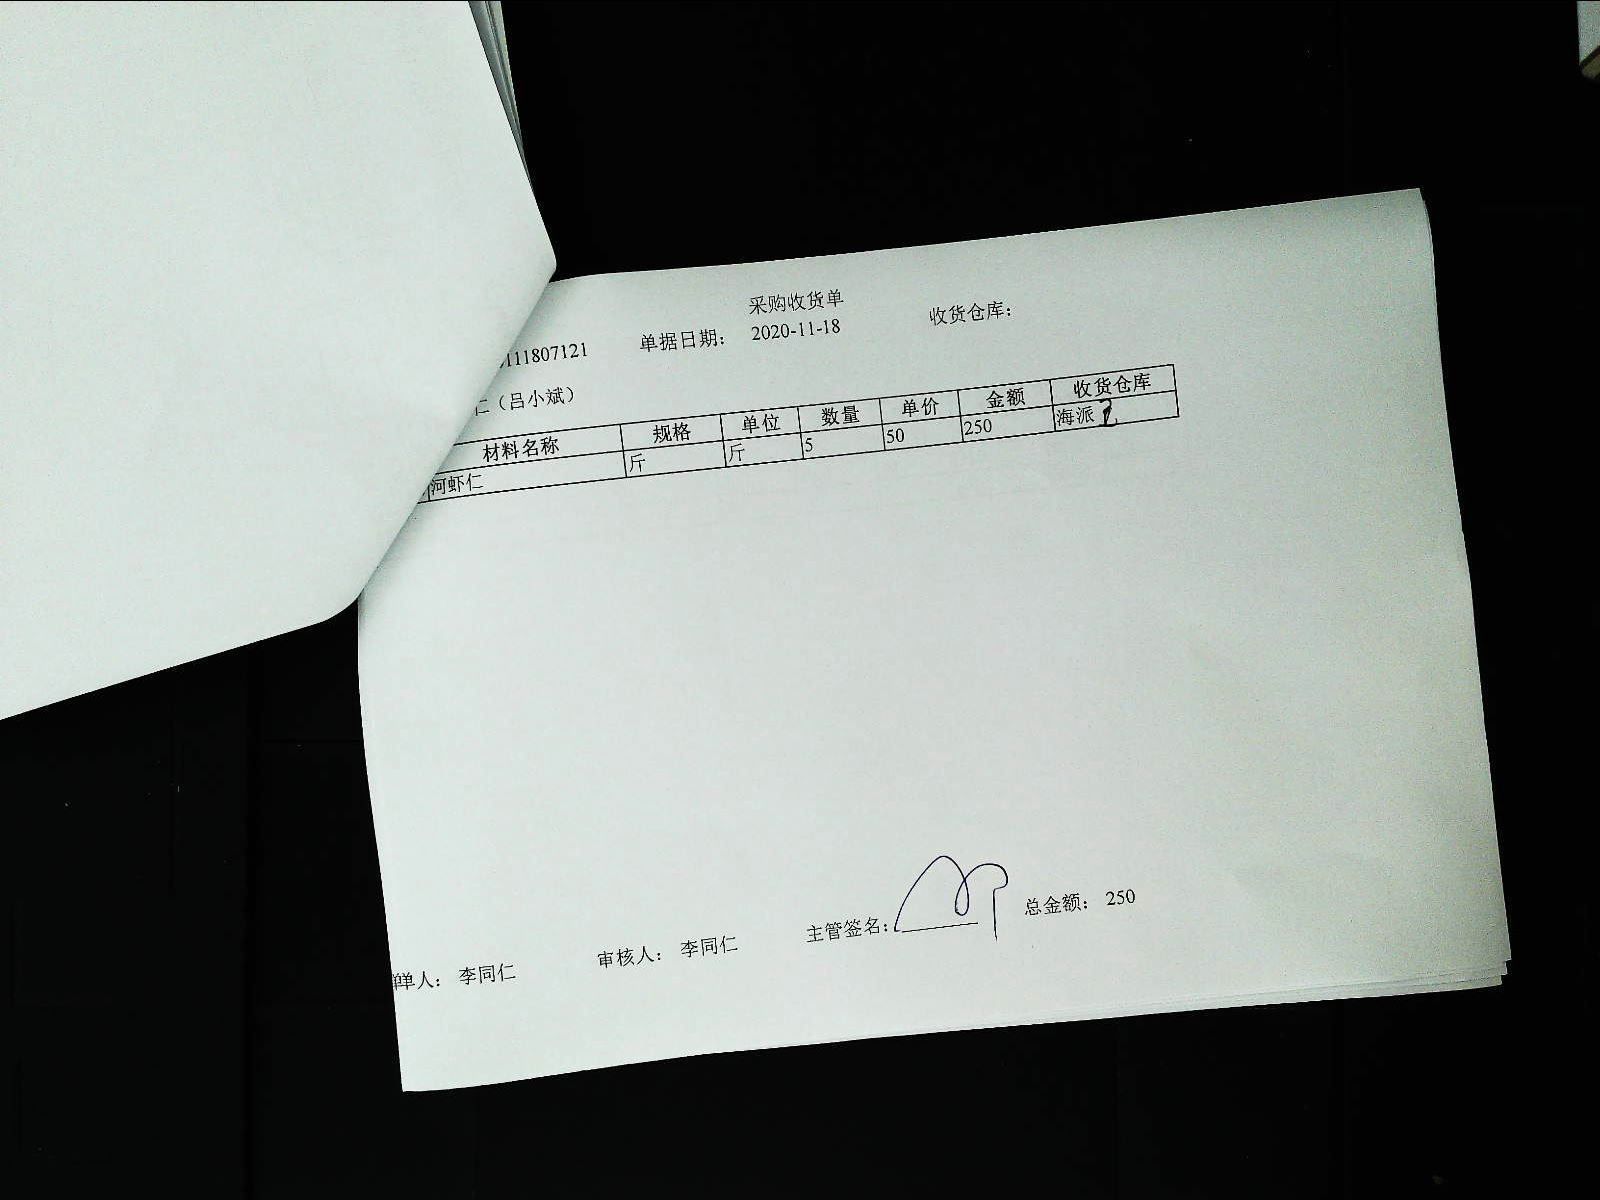 采购收货单
111807121 单据日期: 2020-11-18 收货仓库:
仁（吕小斌）
材料名称 规格 单位 数量 单价 金额 收货仓库
河虾仁 斤 斤 5 50 250 海派
单人: 李同仁 审核人: 李同仁 主管签名: 总金额: 250